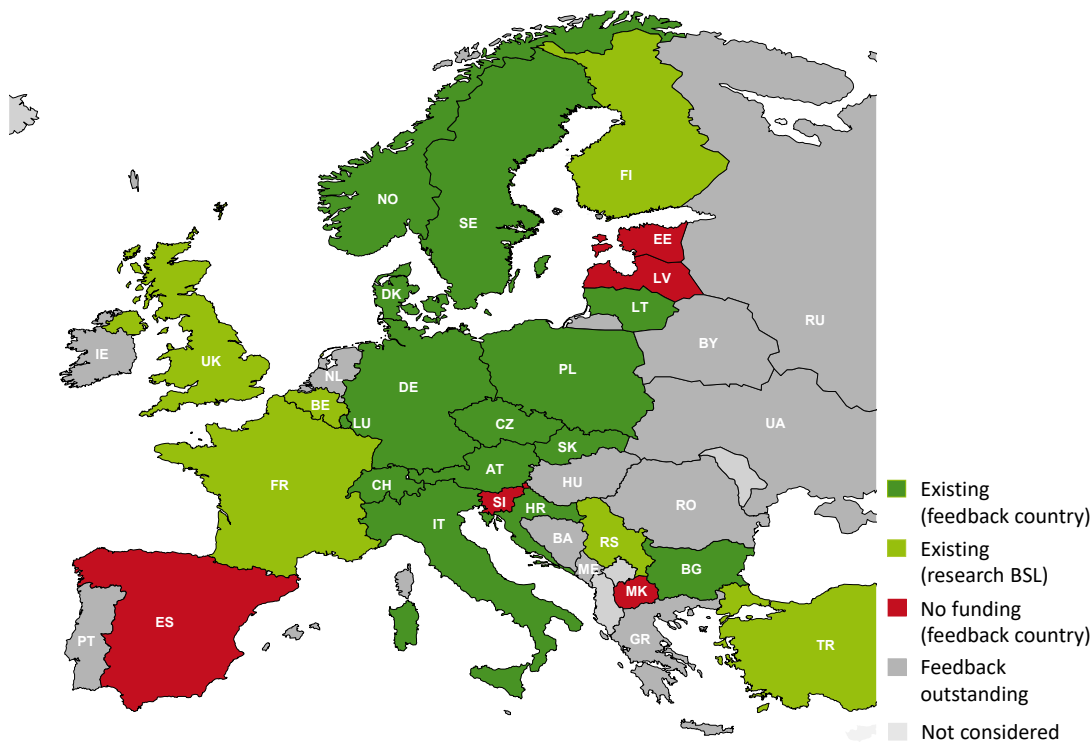 NO
SE
FI
EE
LV
LT
DK
RU
BY
IE
UK
NL
DE
PL
BE
LU
CZ
UA
SK
AT
CH
HU
FR
SI
HR
RO
IT
BA
RS
ME
BG
MK
PT
ES
GR
TR
Existing
(feedback country)
Existing
(research BSL)
No funding
(feedback country)
Feedback
outstanding
Not considered